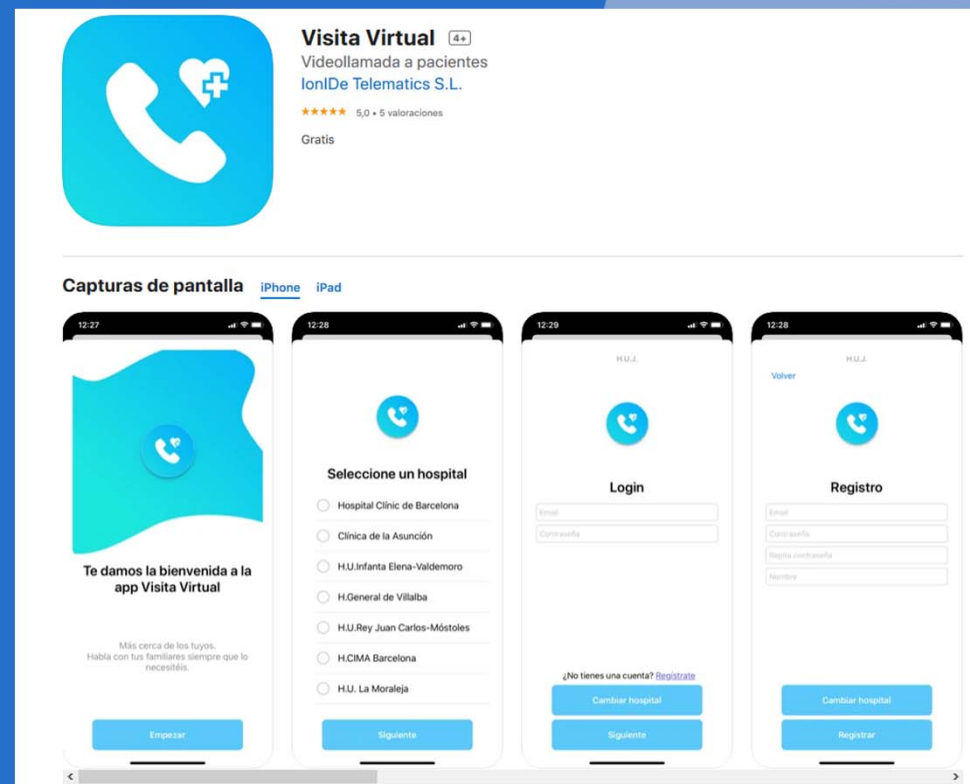 Visita Virtual 4+
Videollamada a pacientes
IonIDe Telematics S.L.
★★★★★ 5,0 • 5 valoraciones
Gratis
Capturas de pantalla iPhone iPad
12:27
Te damos la bienvenida a la
app Visita Virtual
Más cerca de los tuyos.
Habla con tus familiares siempre que lo
necesitéis.
Empezar
12:28
Seleccione un hospital
Hospital Clínic de Barcelona
Clínica de la Asunción
H.U.Infanta Elena-Valdemoro
H.General de Villalba
H.U.Rey Juan Carlos-Móstoles
H.CIMA Barcelona
H.U. La Moraleja
Siguiente
12:29
H.U.J.
Login
Email
Contraseña
¿No tienes una cuenta? Regístrate
Cambiar hospital
Siguiente
12:28
H.U.J.
Volver
Registro
Email
Contraseña
Repita contraseña
Nombre
Cambiar hospital
Registrar